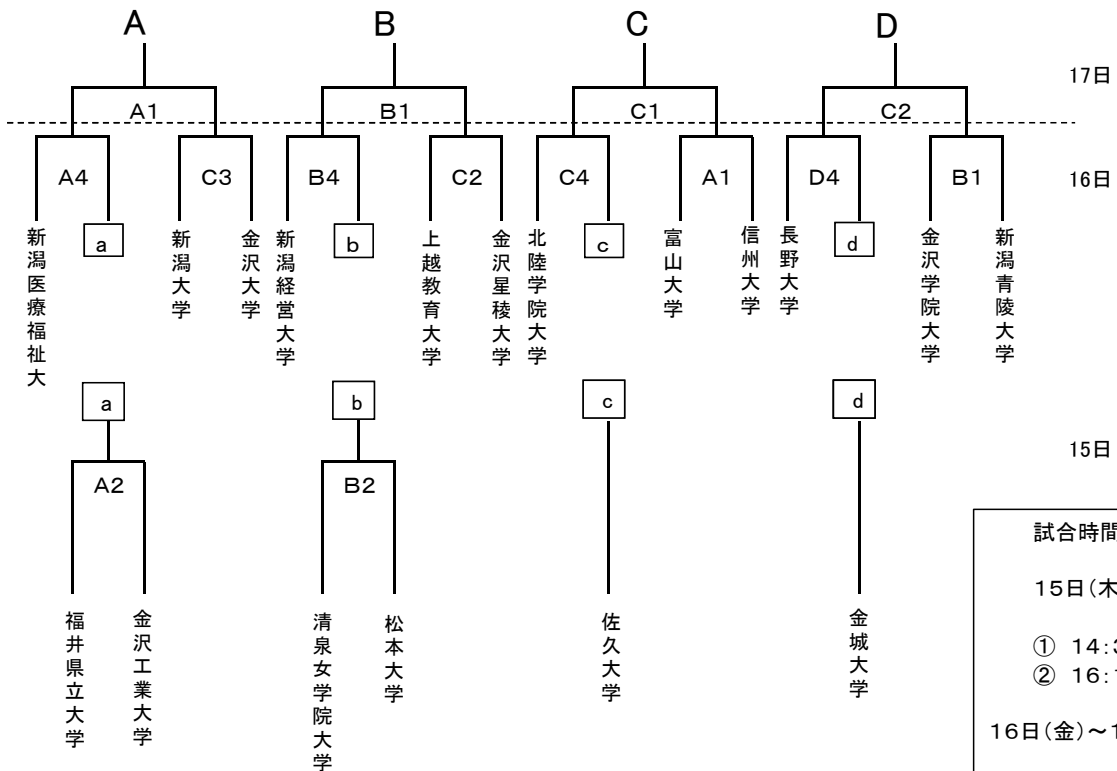 A
B
C
D
17日
A1
B1
C1
C2
16日
A4
C3
B4
C2
C4
A1
D4
B1
新潟医療福祉大
a
新潟大学
金沢大学
新潟経営大学
b
上越教育大学
金沢星稜大学
北陸学院大学
c
富山大学
信州大学
長野大学
d
金沢学院大学
新潟青陵大学
a
b
c
d
15日
A2
B2
福井県立大学
金沢工業大学
清泉女学院大学
松本大学
佐久大学
金城大学
試合時間
15日(木
① 14:3
② 16:1
16日(金)~1